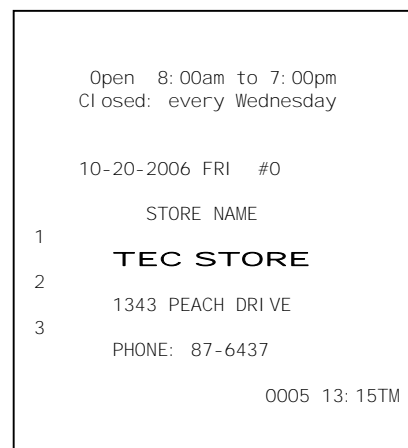 Open 8:00am to 7:00pm
Closed: every Wednesday
10-20-2006 FRI #0
STORE NAME
1
TEC STORE
2
1343 PEACH DRIVE
3
PHONE: 87-6437
0005 13:15TM